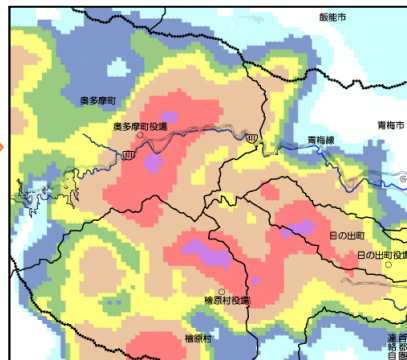 飯能市
奥多摩町
奥多摩町役場
青梅市
青梅線
日の出町
日の出町役場
檜原村役場
檜原村